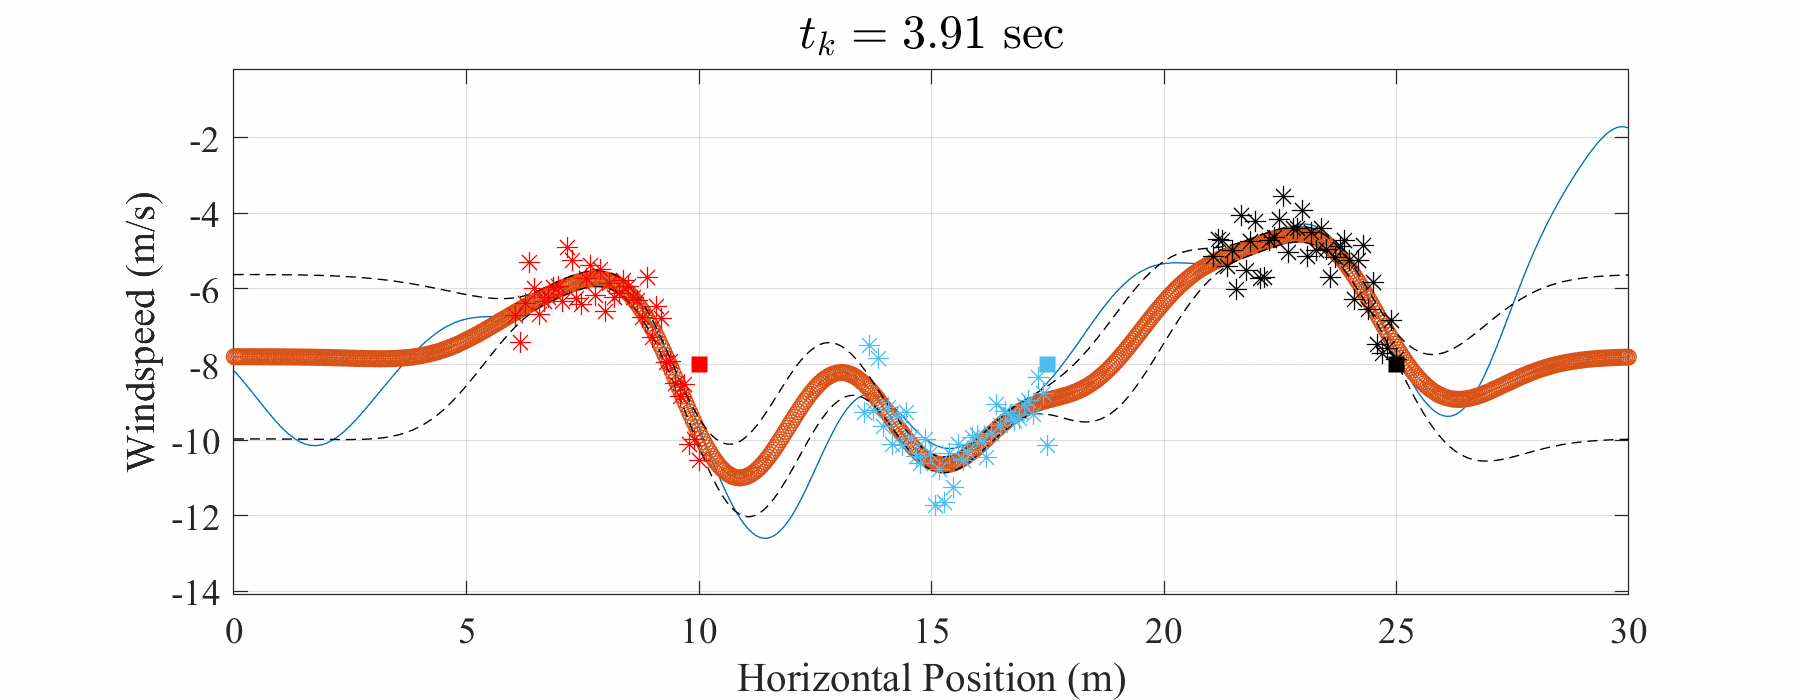 t_k = 3.91 sec
-2
-4
-6
-8
-10
-12
-14
Windspeed (m/s)
0 5 10 15 20 25 30
Horizontal Position (m)